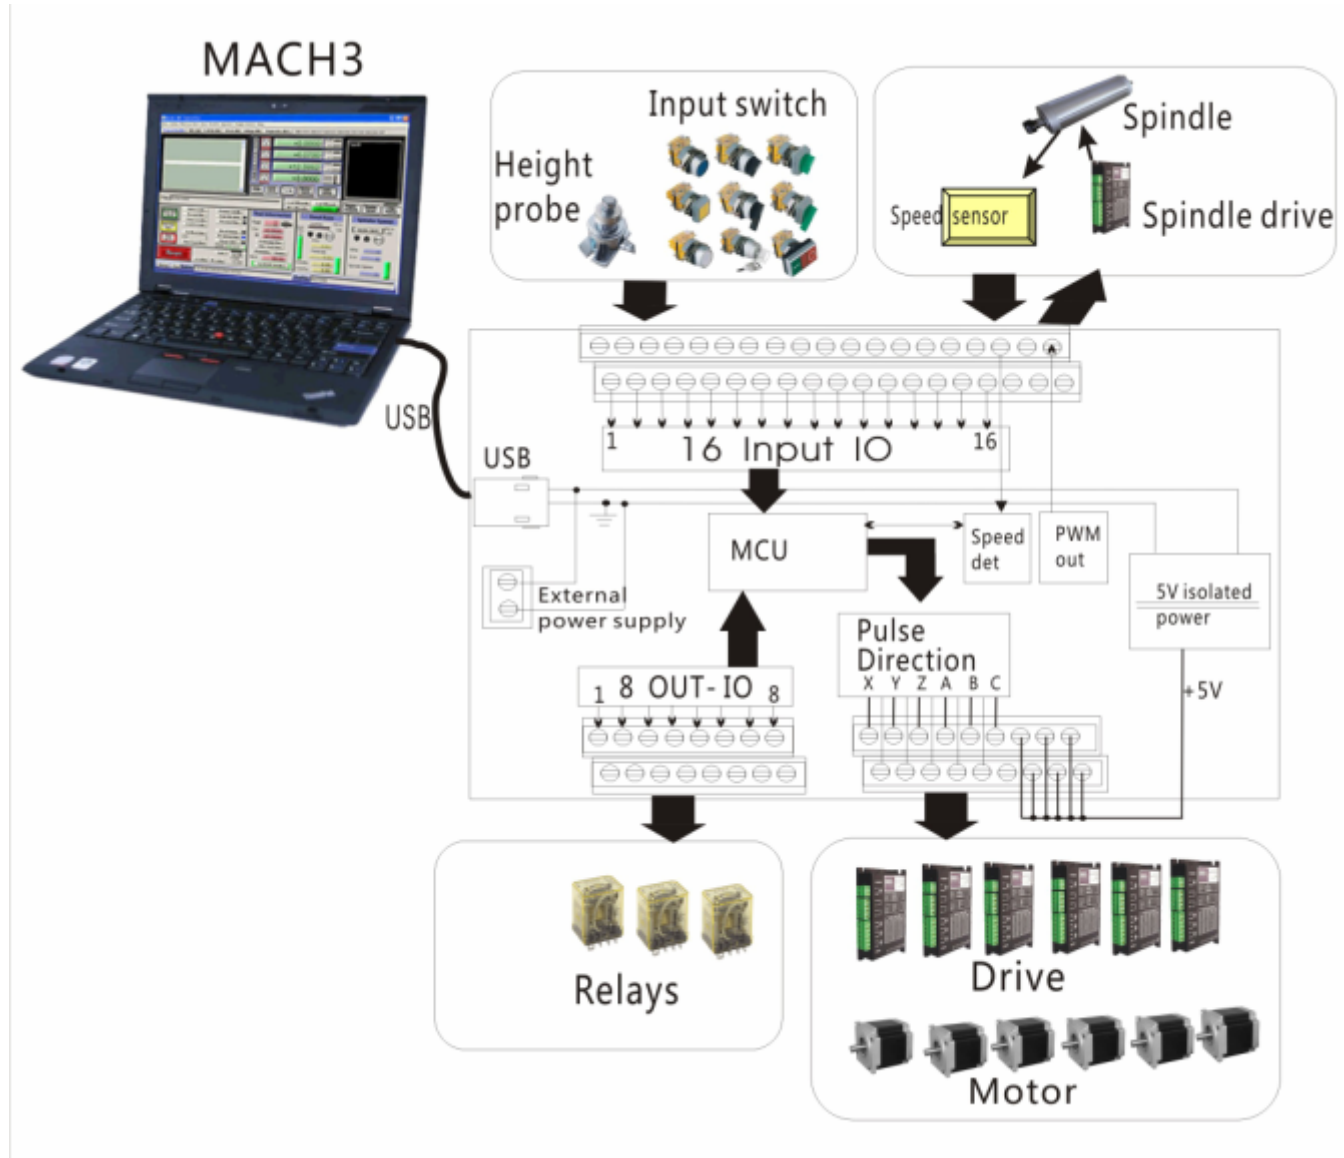 MACH3
Input switch
Height
probe
Spindle
Speed sensor
Spindle drive
USB
USB
1 16 Input IO 16
MCU
Speed
det
PWM
out
5V isolated
power
External
power supply
Pulse
Direction
X Y Z A B C
1 8 OUT-IO 8
+5V
Relays
Drive
Motor